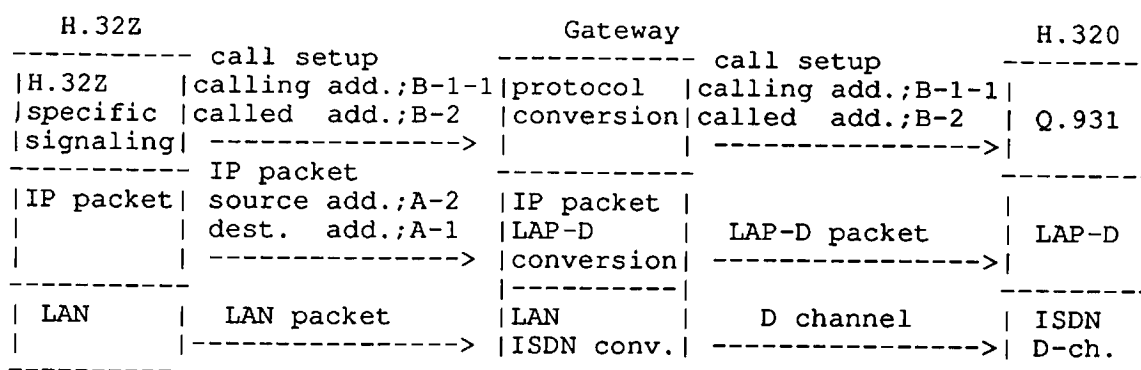 H.32Z Gateway H.320
----------- call setup ------------ call setup --------
|H.32Z |calling add.;B-1-1|protocol |calling add.;B-1-1|
|specific |called add.;B-2 |conversion|called add.;B-2 | Q.931
|signaling| ---------------> | | ---------------->|
----------- IP packet ------------ --------
|IP packet| source add.;A-2 |IP packet | |
| | dest. add.;A-1 |LAP-D | LAP-D packet | LAP-D
| | ---------------> |conversion| ---------------->|
----------- |----------| --------
| LAN | LAN packet |LAN | D channel | ISDN
| |----------------> |ISDN conv.| ---------------->| D-ch.
-----------